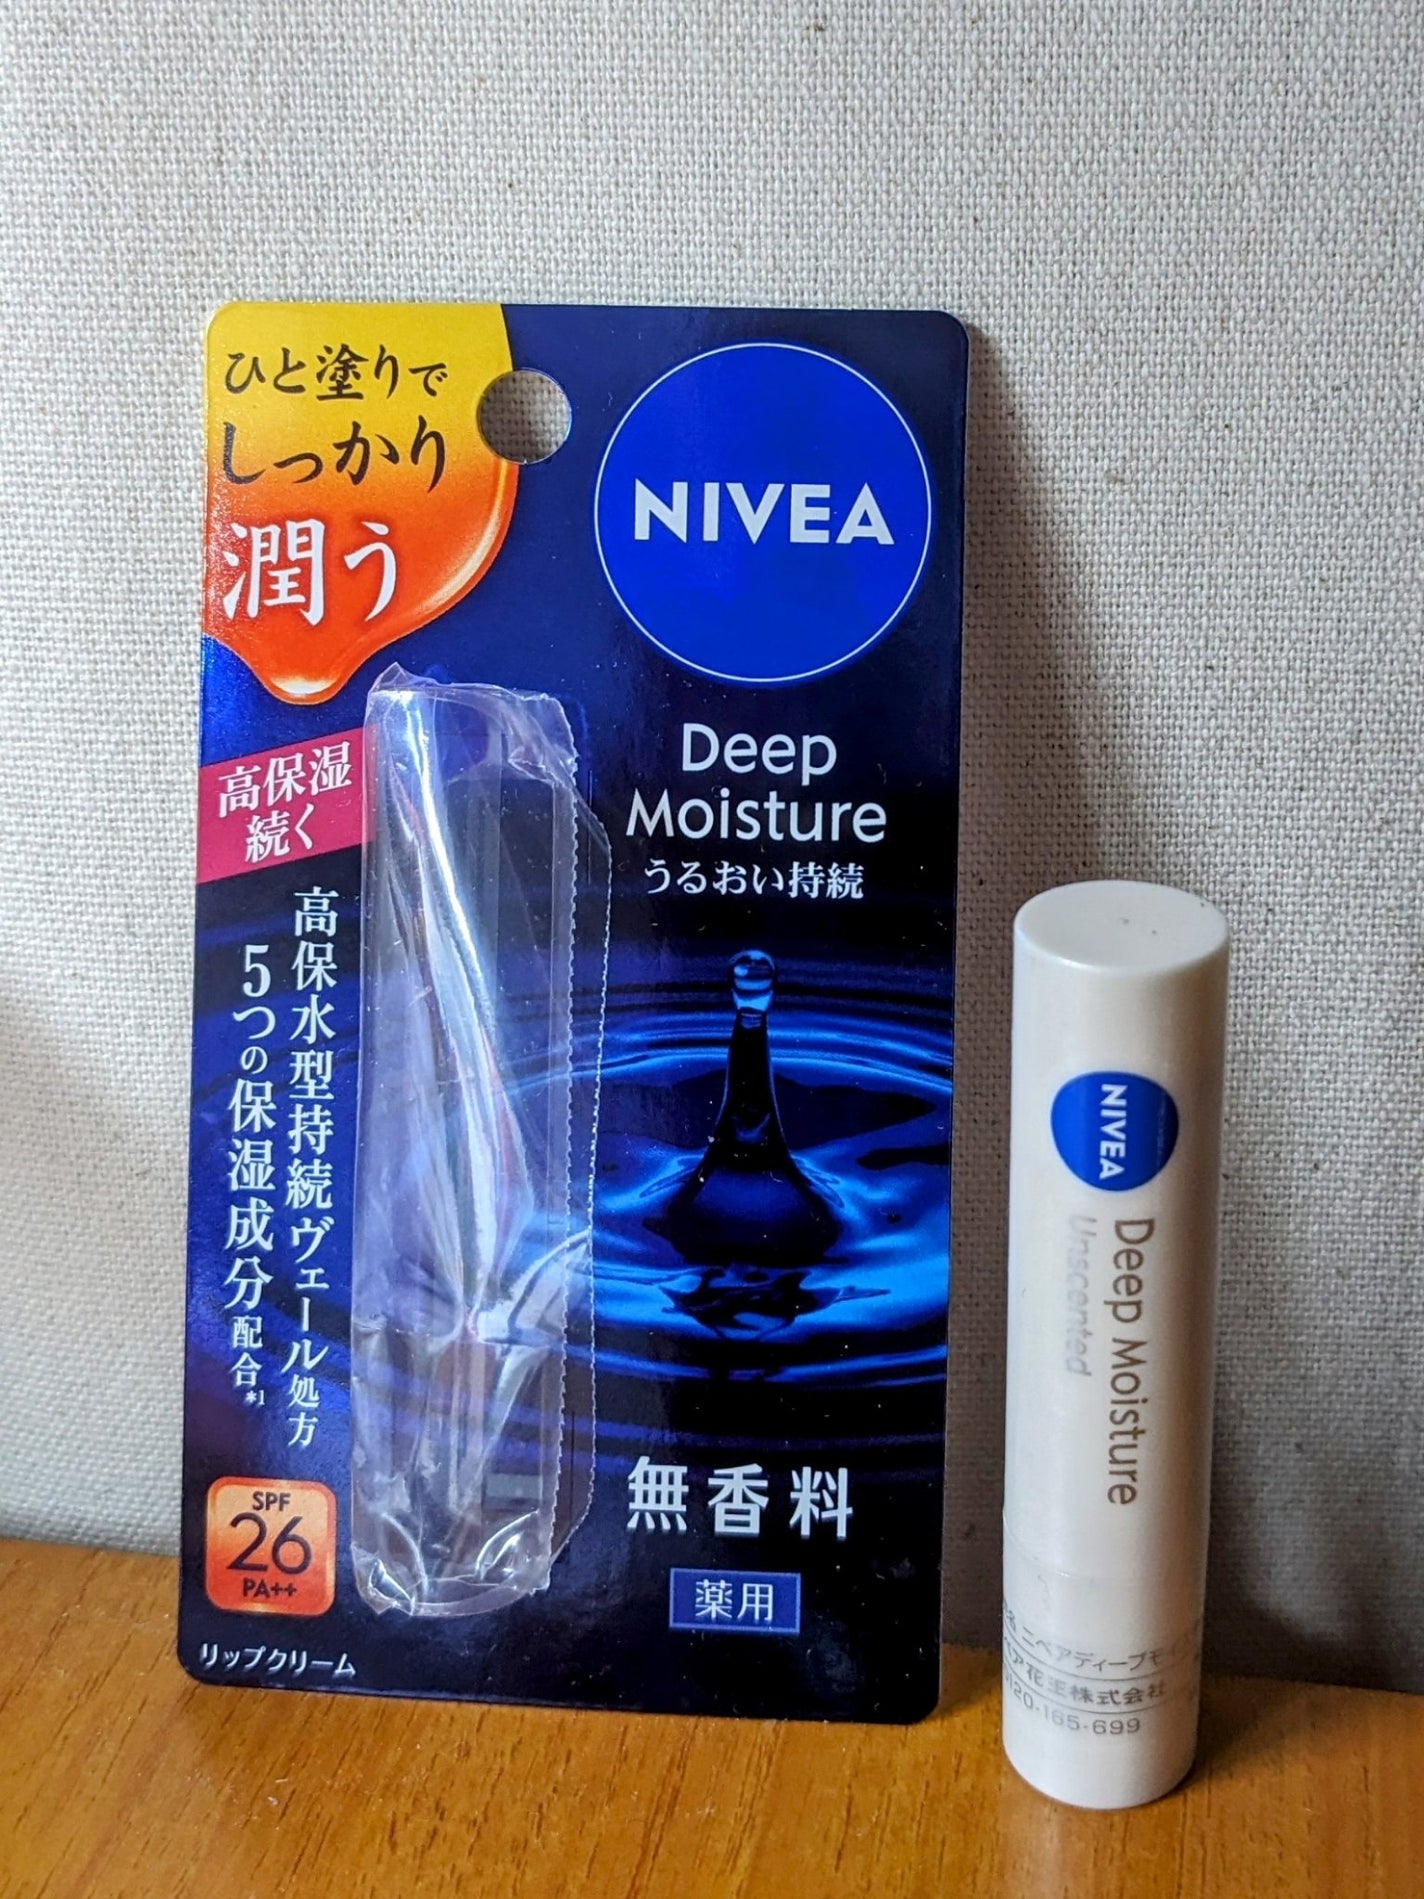 ひと塗りで
しっかり
潤う
NIVEA
Deep
Moisture
うるおい持続
高保湿
続く
高保水型持続ヴェール処方
5つの保湿成分配合*1
SPF
26
PA++
無香料
薬用
リップクリーム
NIVEA
Deep Moisture
Unscented
ニベアディープモイ
花王株式会社
0120-165-699